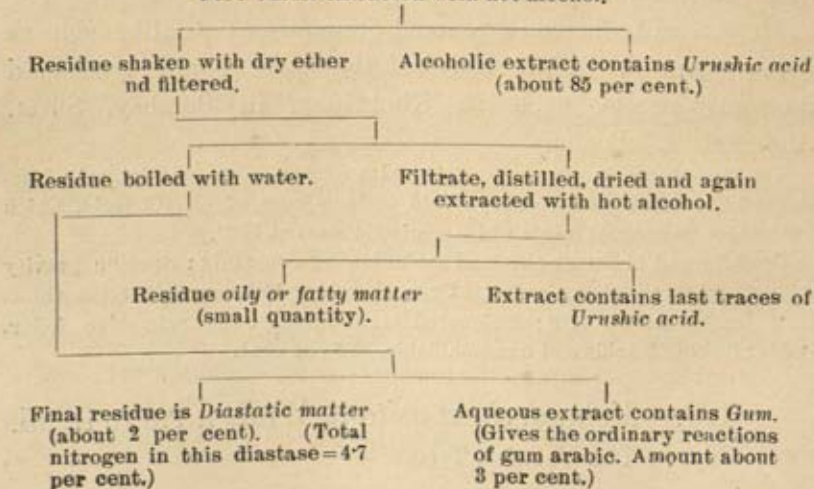 Residue shaken with dry ether
nd filtered.
Alcoholic extract contains Urushic acid
(about 85 per cent.)
Residue boiled with water.
Filtrate, distilled, dried and again
extracted with hot alcohol.
Residue oily or fatty matter
(small quantity).
Extract contains last traces of
Urushic acid.
Final residue is Diastatic matter
(about 2 per cent). (Total
nitrogen in this diastase=4·7
per cent.)
Aqueous extract contains Gum.
(Gives the ordinary reactions
of gum arabic. Amount about
3 per cent.)